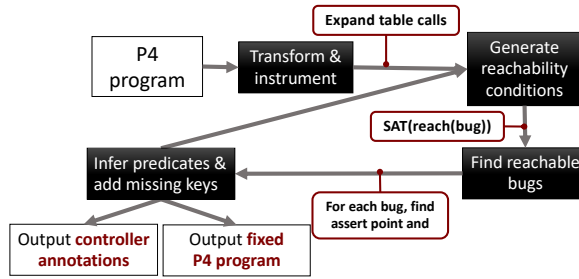 Expand table calls
P4
program
Transform &
instrument
Generate
reachability
conditions
SAT(reach(bug))
Infer predicates &
add missing keys
Find reachable
bugs
For each bug, find
assert point and
Output controller
annotations
Output fixed
P4 program